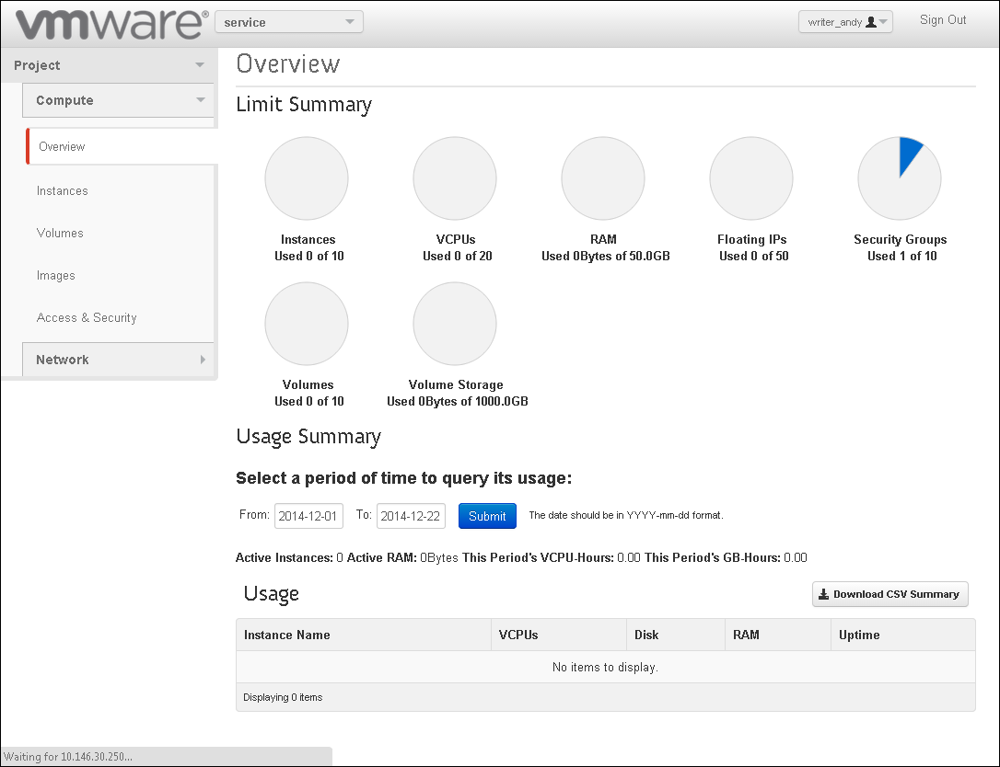 vmware®
service
writer_andy
Sign Out
Project
Compute
Overview
Instances
Volumes
Images
Access & Security
Network
Overview
Limit Summary
Instances
Used 0 of 10
VCPUs
Used 0 of 20
RAM
Used 0Bytes of 50.0GB
Floating IPs
Used 0 of 50
Security Groups
Used 1 of 10
Volumes
Used 0 of 10
Volume Storage
Used 0Bytes of 1000.0GB
Usage Summary
Select a period of time to query its usage:
From: 2014-12-01 To: 2014-12-22 Submit The date should be in YYYY-mm-dd format.
Active Instances: 0 Active RAM: 0Bytes This Period's VCPU-Hours: 0.00 This Period's GB-Hours: 0.00
Usage
Download CSV Summary
Instance Name VCPUs Disk RAM Uptime
No items to display.
Displaying 0 items
Waiting for 10.146.30.250...